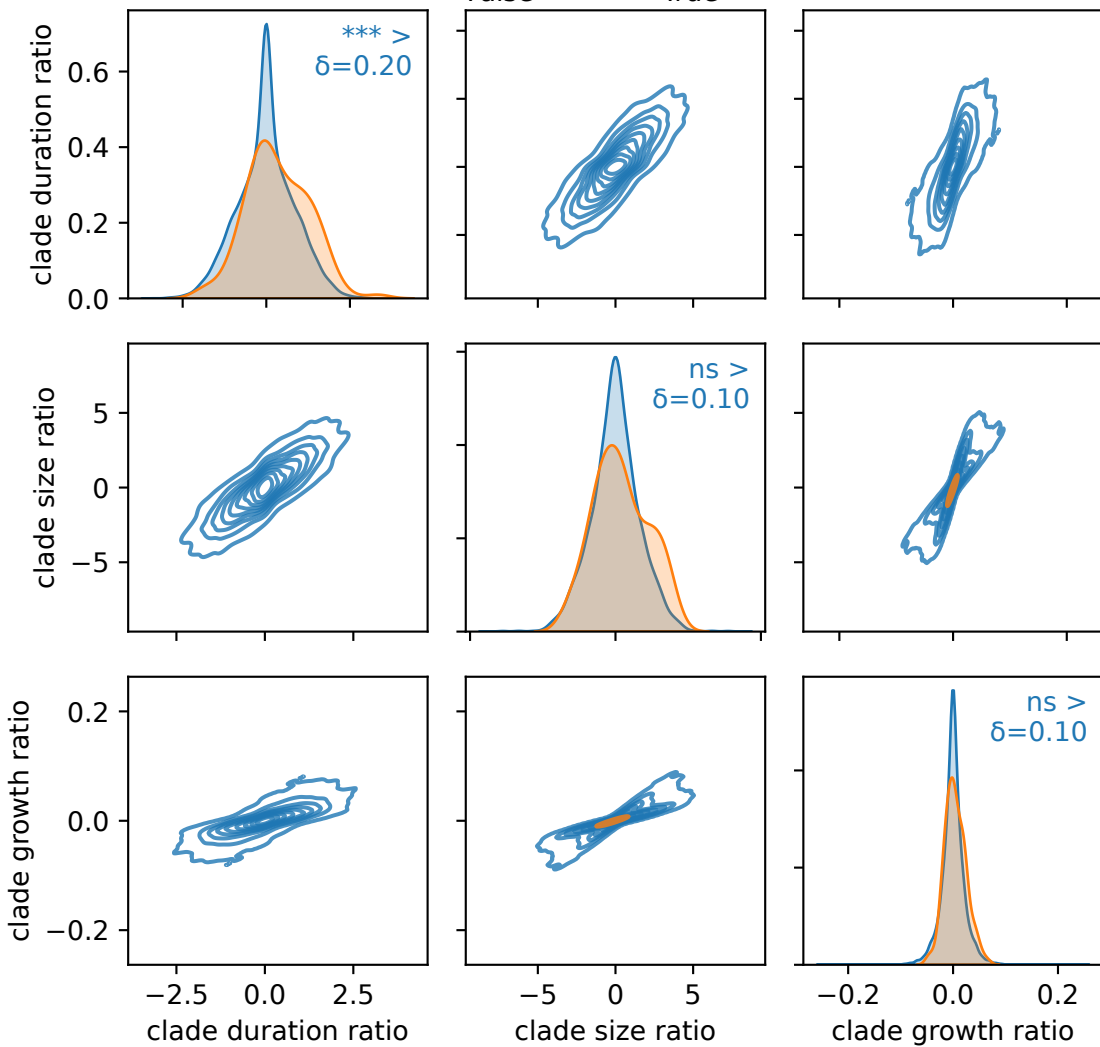 clade duration ratio
0.6
0.4
0.2
0.0
*** >
δ=0.20
clade size ratio
5
0
−5
ns >
δ=0.10
clade growth ratio
0.2
0.0
−0.2
ns >
δ=0.10
−2.5 0.0 2.5
−5 0 5
−0.2 0.0 0.2
clade duration ratio
clade size ratio
clade growth ratio